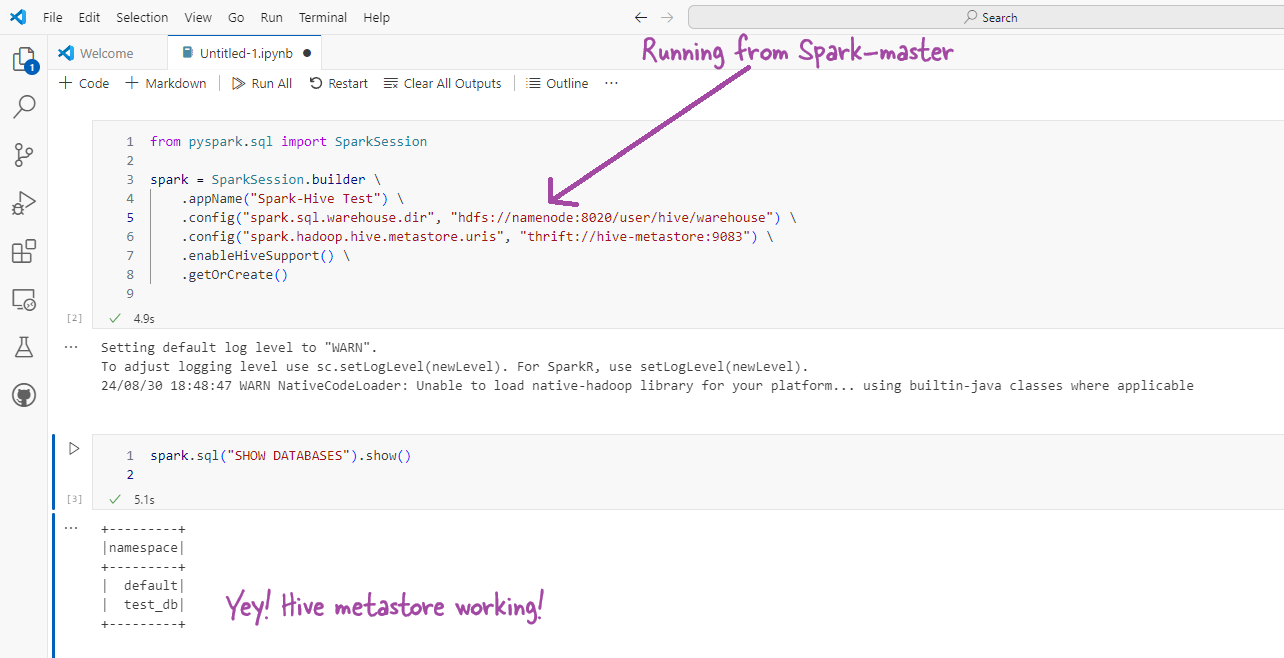 File Edit Selection View Go Run Terminal Help Search
Welcome Untitled-1.ipynb
Running from Spark-master
Code Markdown Run All Restart Clear All Outputs Outline ...
1
1 from pyspark.sql import SparkSession
2
3 spark = SparkSession.builder \
4 .appName("Spark-Hive Test") \
5 .config("spark.sql.warehouse.dir", "hdfs://namenode:8020/user/hive/warehouse") \
6 .config("spark.hadoop.hive.metastore.uris", "thrift://hive-metastore:9083") \
7 .enableHiveSupport() \
8 .getOrCreate()
9
[2] 4.9s
... Setting default log level to "WARN".
To adjust logging level use sc.setLogLevel(newLevel). For SparkR, use setLogLevel(newLevel).
24/08/30 18:48:47 WARN NativeCodeLoader: Unable to load native-hadoop library for your platform... using builtin-java classes where applicable
1 spark.sql("SHOW DATABASES").show()
2
[3] 5.1s
... +---------+
|namespace|
+---------+
|  default|
|  test_db|
+---------+
Yey! Hive metastore working!